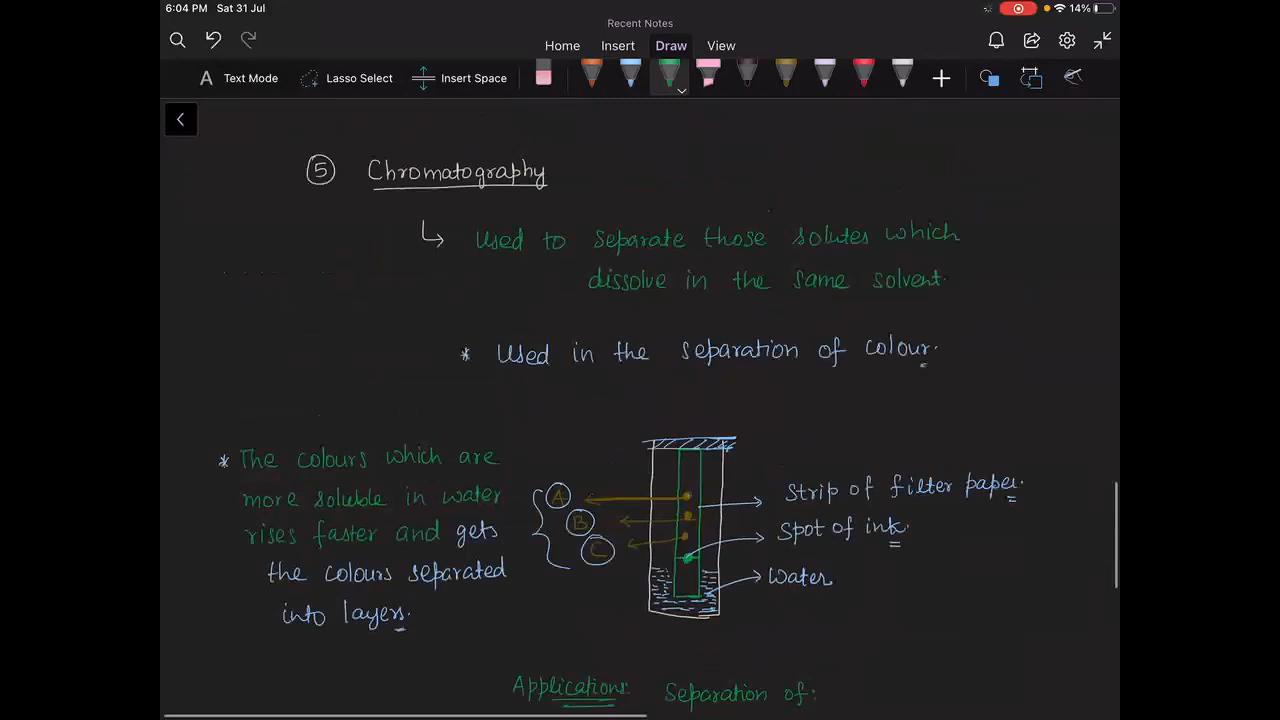 6:04 PM Sat 31 Jul
14%
Recent Notes
Home Insert Draw View
A Text Mode Lasso Select Insert Space
5 Chromatography
Used to separate those solutes which
dissolve in the same solvent.
* Used in the separation of colour.
* The colours which are
more soluble in water
rises faster and gets
the colours separated
into layers.
A
B
C
Strip of filter paper.
Spot of ink.
Water
Applications: Separation of: